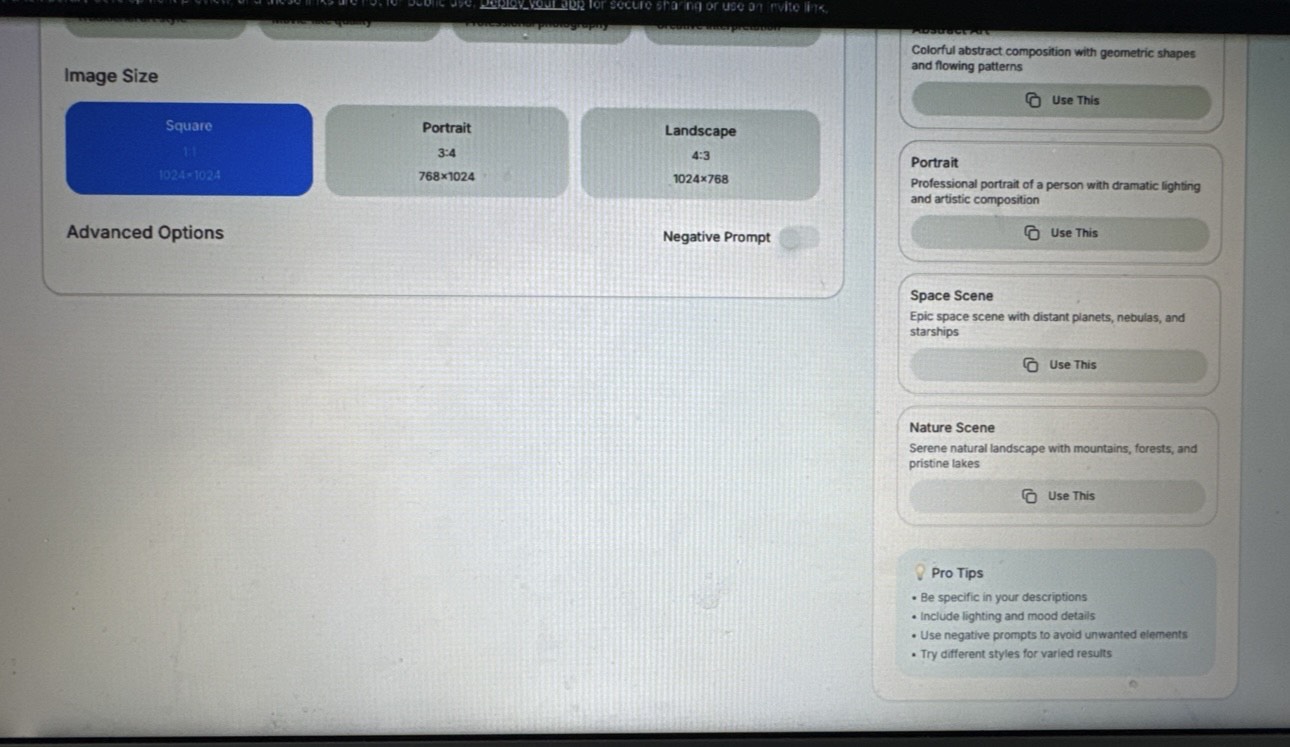 Deploy your app for secure sharing or use an invite link.
Image Size
Square
1:1
1024×1024
Portrait
3:4
768×1024
Landscape
4:3
1024×768
Advanced Options
Negative Prompt
Abstract Art
Colorful abstract composition with geometric shapes
and flowing patterns
Use This
Portrait
Professional portrait of a person with dramatic lighting
and artistic composition
Use This
Space Scene
Epic space scene with distant planets, nebulas, and
starships
Use This
Nature Scene
Serene natural landscape with mountains, forests, and
pristine lakes
Use This
Pro Tips
• Be specific in your descriptions
• Include lighting and mood details
• Use negative prompts to avoid unwanted elements
• Try different styles for varied results